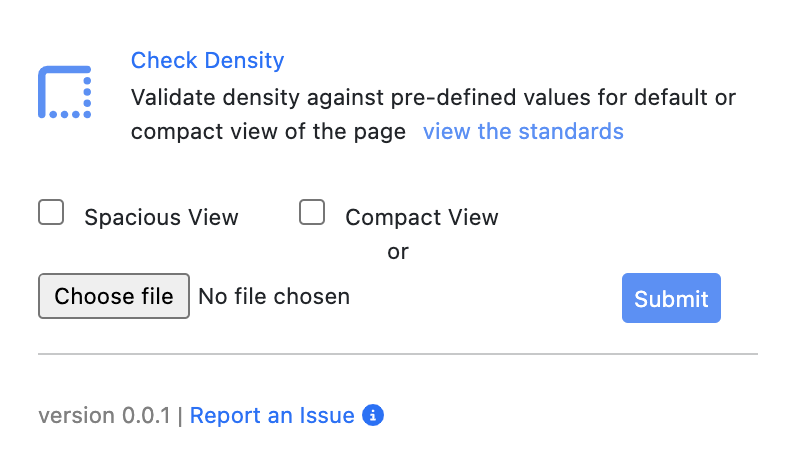 Check Density
Validate density against pre-defined values for default or
compact view of the page view the standards
Spacious View Compact View
or
Choose file No file chosen Submit
version 0.0.1 | Report an Issue